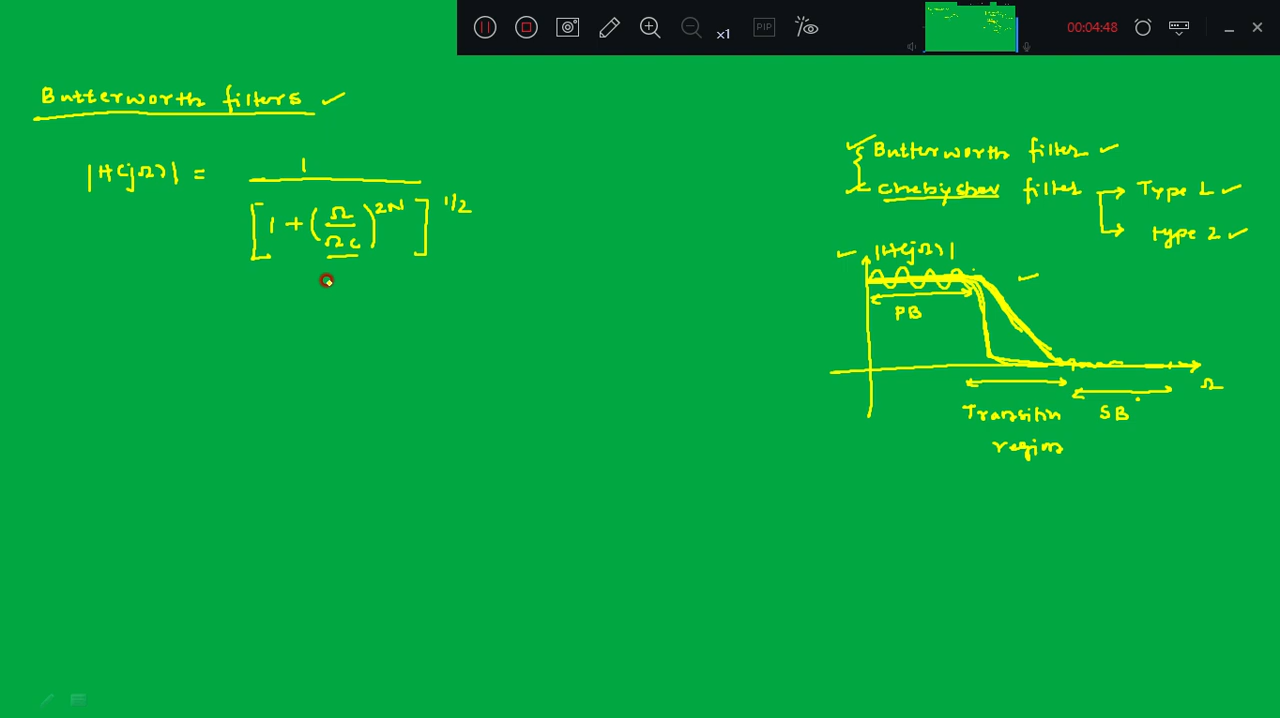 x1
PIP
00:04:48
Butterworth filters
|H(jΩ)| = 1 / [1 + (Ω/Ωc)^2N]^1/2
Butterworth filter
Chebyshev filter
Type 1
Type 2
|H(jΩ)|
PB
Ω
Transitin
region
SB